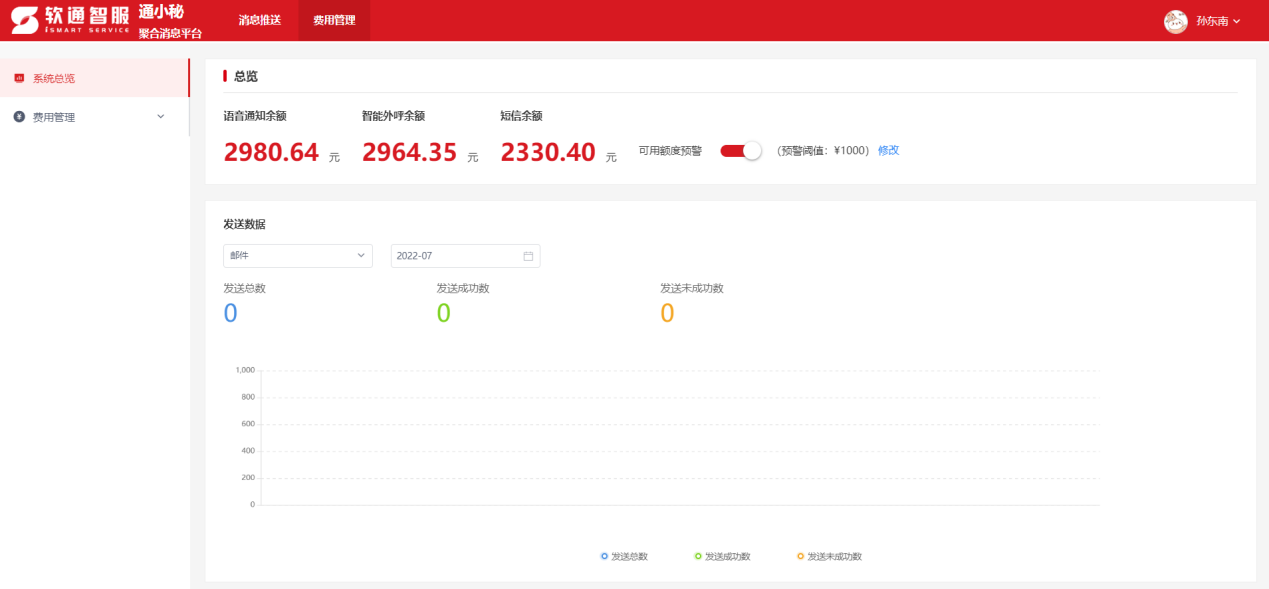 软通智服
iSMART SERVICE
通小秘
聚合消息平台
消息推送
费用管理
孙东南
系统总览
费用管理
总览
语音通知余额 智能外呼余额 短信余额
2980.64 元 2964.35 元 2330.40 元 可用额度预警 (预警阈值: ¥1000) 修改
发送数据
邮件 2022-07
发送总数 发送成功数 发送未成功数
0 0 0
1,000
800
600
400
200
0
发送总数 发送成功数 发送未成功数